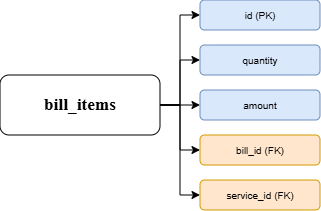 bill_items
id (PK)
quantity
amount
bill_id (FK)
service_id (FK)